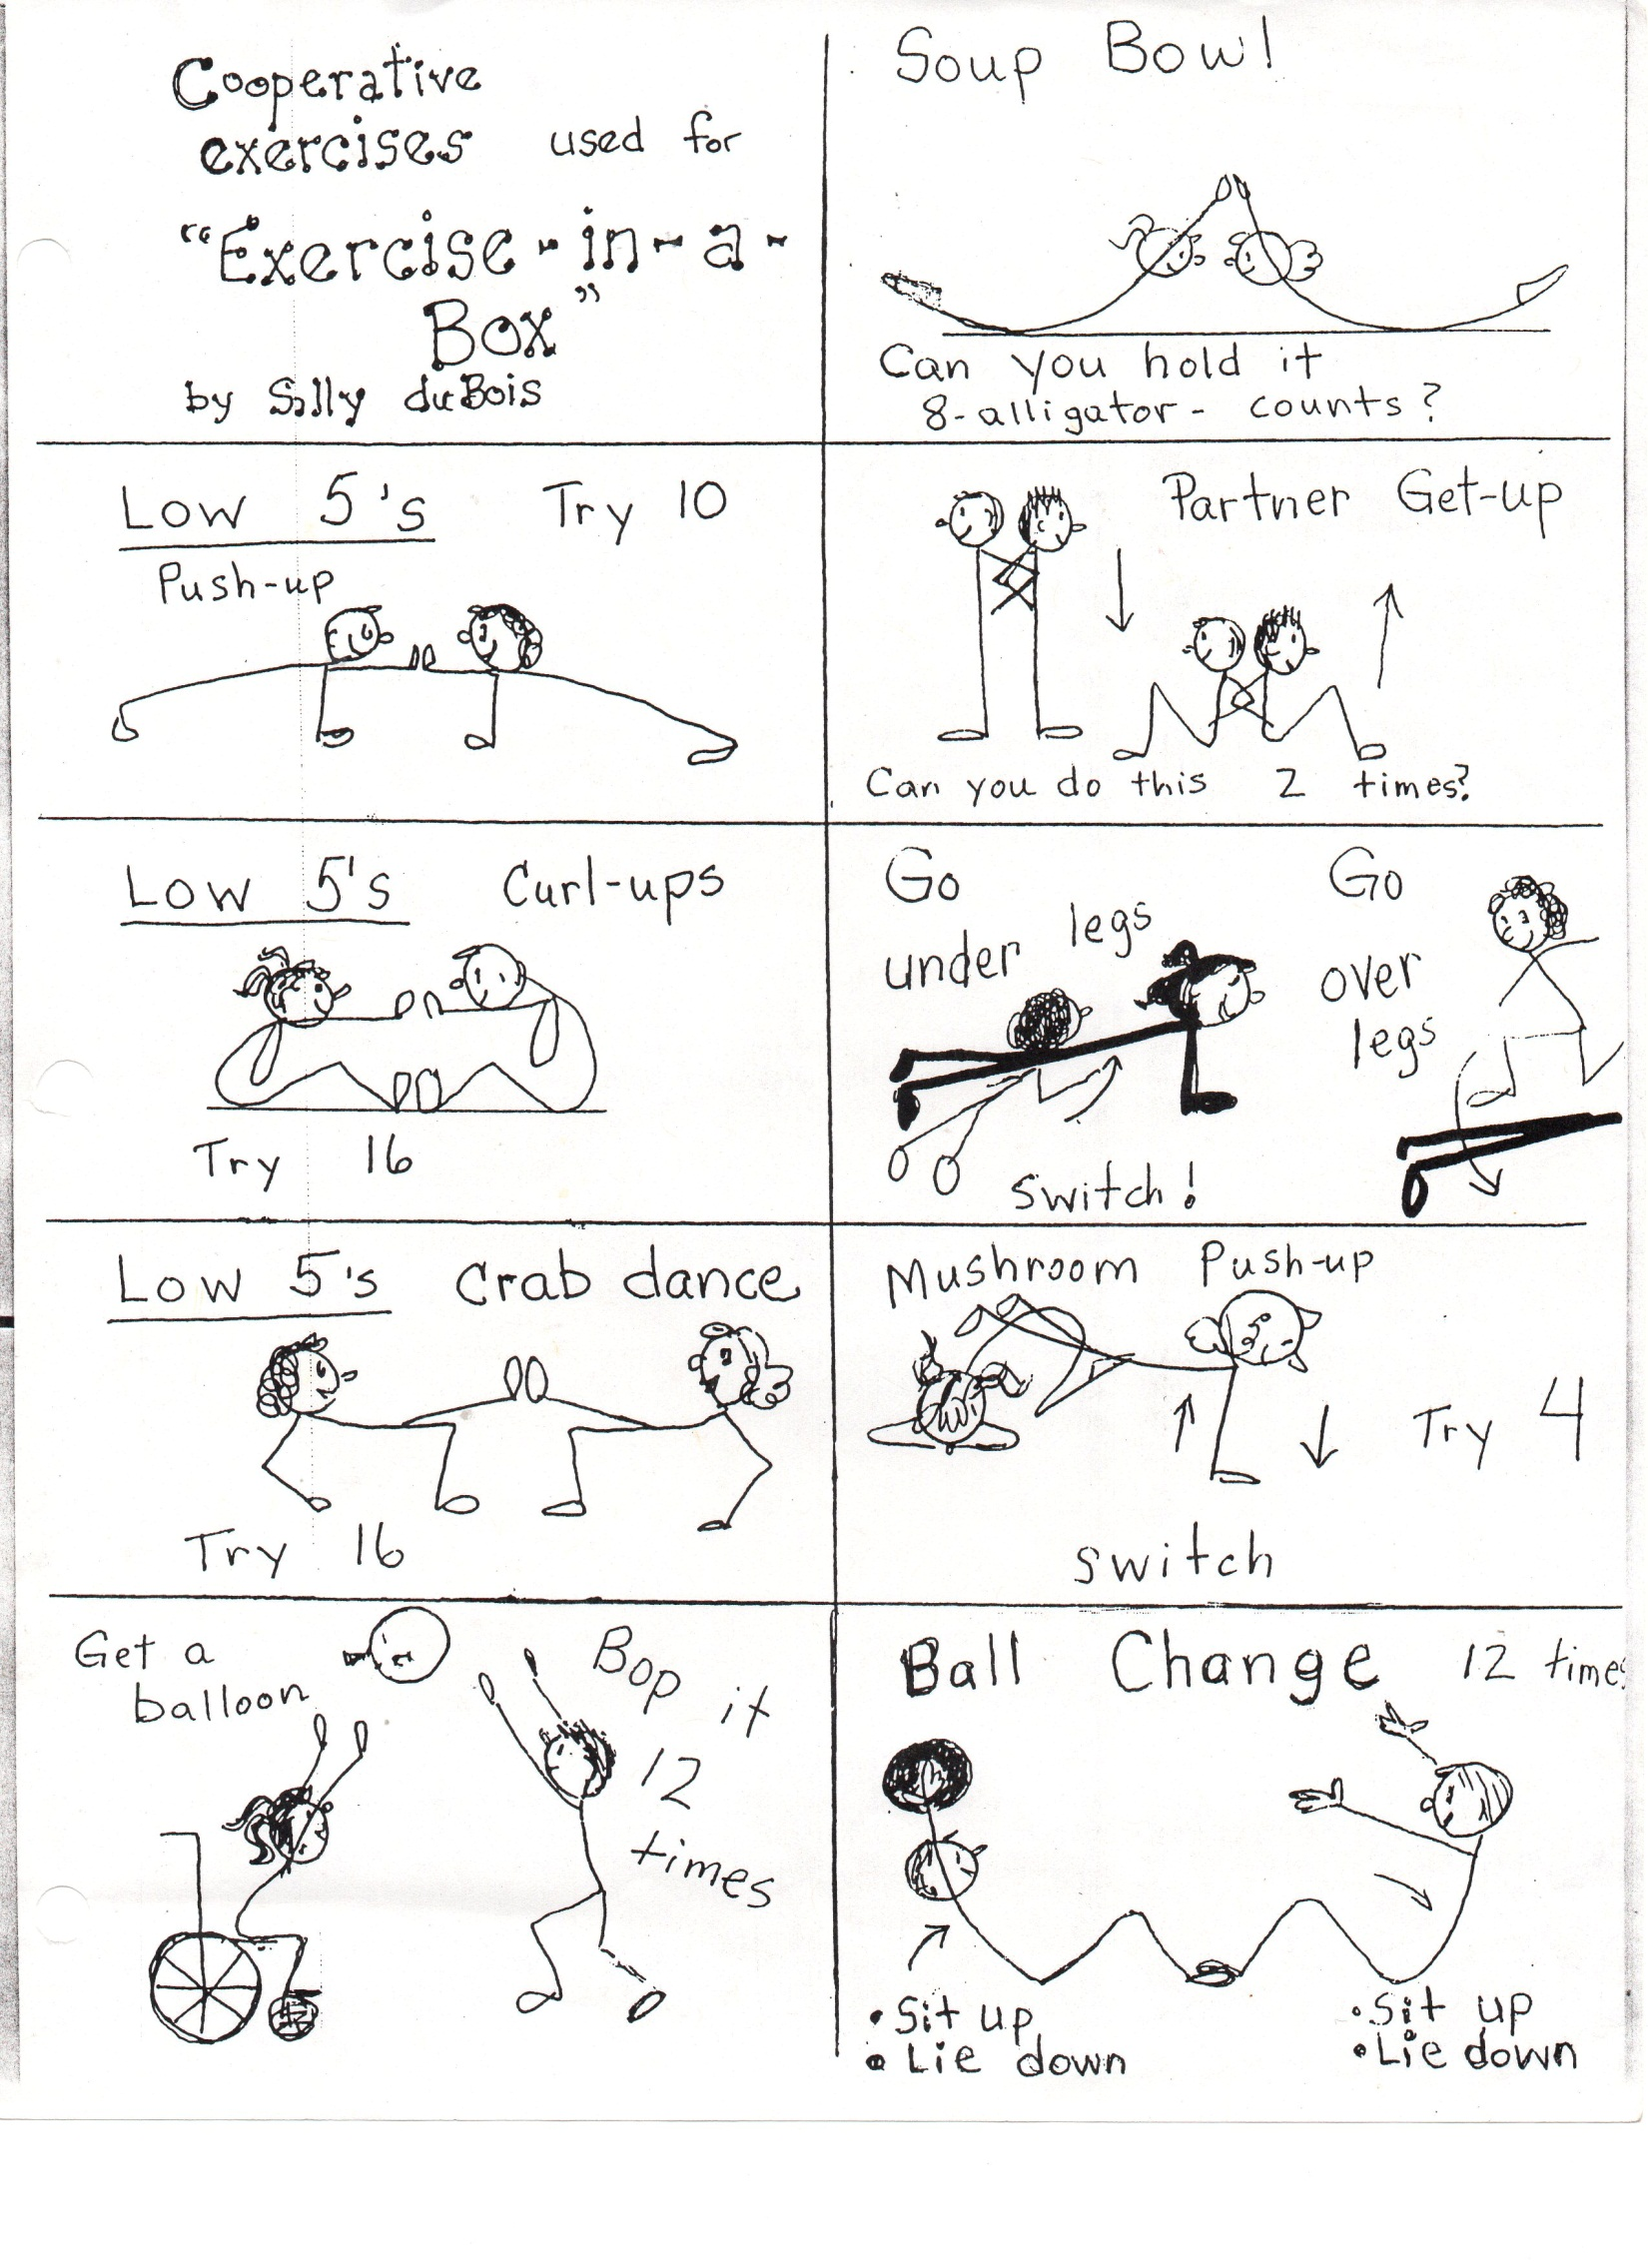 Cooperative
exercises used for
"Exercise-in-a-
Box"
by Silly duBois
Soup Bowl
Can you hold it
8-alligator-counts?
Low 5's Try 10
Push-up
Partner Get-up
Can you do this 2 times?
Low 5's Curl-ups
Try 16
Go
under legs
switch!
Go
over
legs
Low 5's Crab dance
Try 16
Mushroom Push-up
Try 4
switch
Get a
balloon
Bop it
12
times
Ball Change 12 times
• Sit up
• Lie down
• Sit up
• Lie down